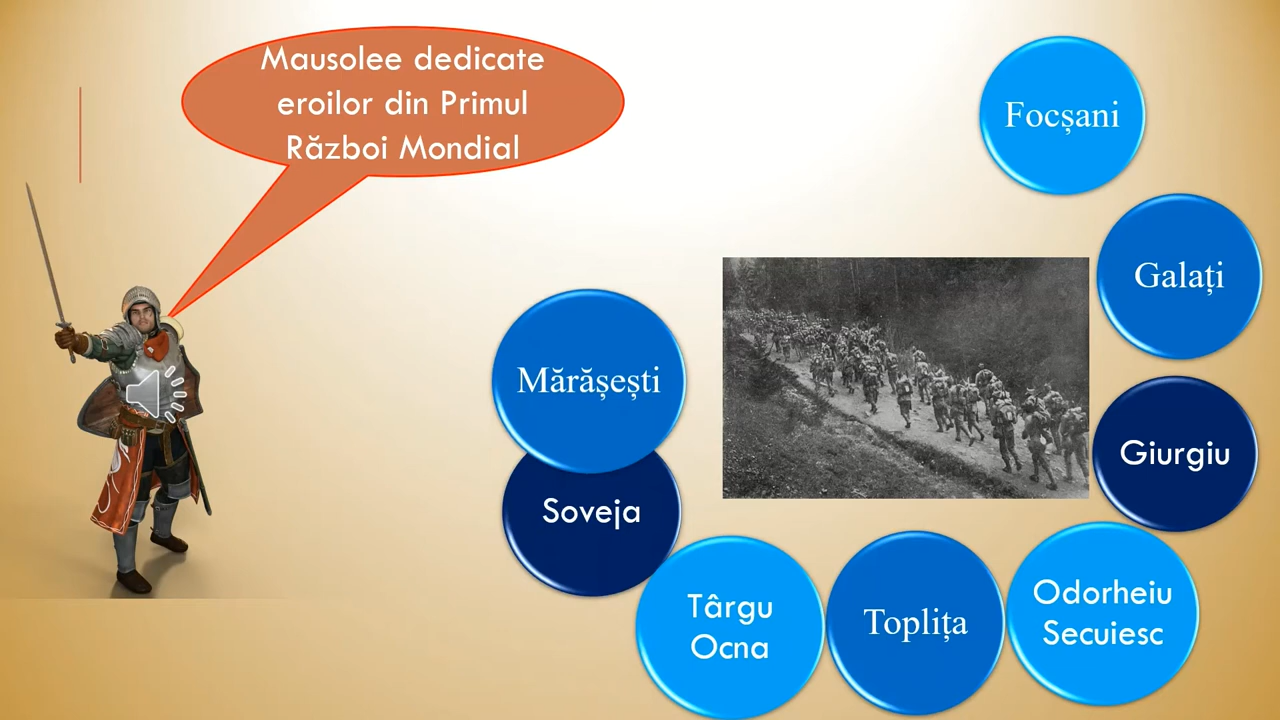 Mausolee dedicate
eroilor din Primul
Război Mondial
Focșani
Galați
Giurgiu
Odorheiu
Secuiesc
Toplița
Târgu
Ocna
Soveja
Mărășești